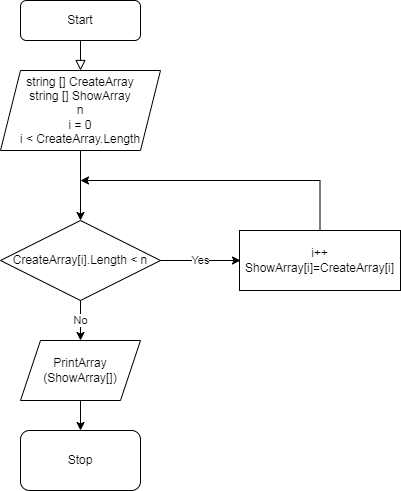 Start
string [] CreateArray
string [] ShowArray
n
i = 0
i < CreateArray.Length
CreateArray[i].Length < n
Yes
i++
ShowArray[i]=CreateArray[i]
No
PrintArray
(ShowArray[])
Stop